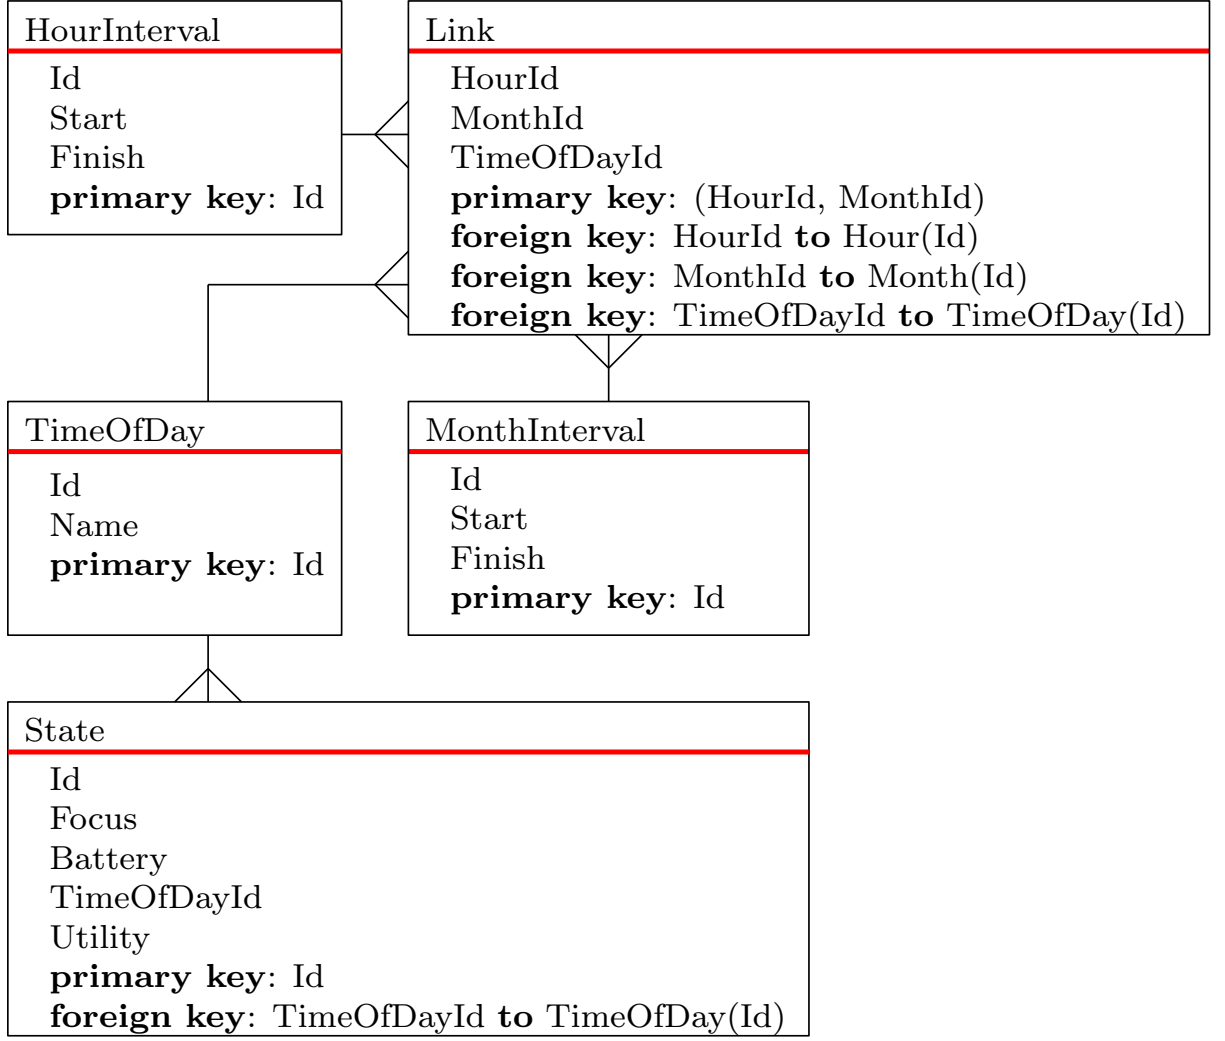 HourInterval
Id
Start
Finish
primary key: Id
Link
HourId
MonthId
TimeOfDayId
primary key: (HourId, MonthId)
foreign key: HourId to Hour(Id)
foreign key: MonthId to Month(Id)
foreign key: TimeOfDayId to TimeOfDay(Id)
TimeOfDay
Id
Name
primary key: Id
MonthInterval
Id
Start
Finish
primary key: Id
State
Id
Focus
Battery
TimeOfDayId
Utility
primary key: Id
foreign key: TimeOfDayId to TimeOfDay(Id)